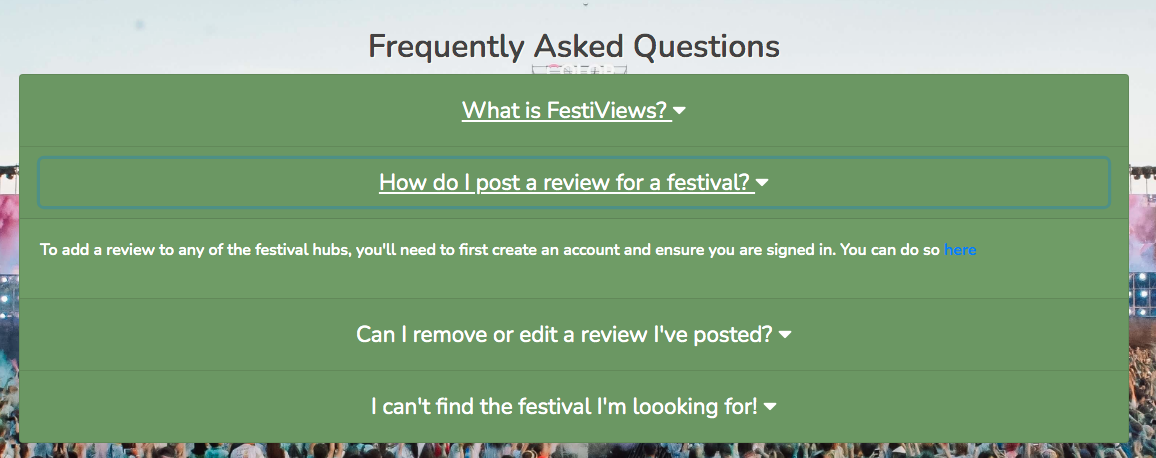 Frequently Asked Questions
What is FestiViews?
How do I post a review for a festival?
To add a review to any of the festival hubs, you'll need to first create an account and ensure you are signed in. You can do so here
Can I remove or edit a review I've posted?
I can't find the festival I'm loooking for!